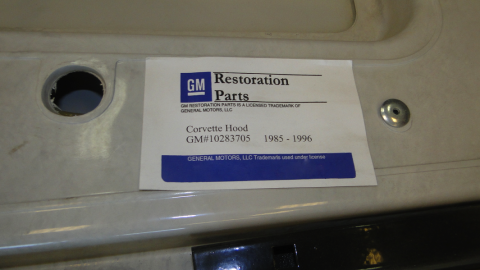 GM
Restoration
Parts
GM RESTORATION PARTS IS A LICENSED TRADEMARK OF
GENERAL MOTORS, LLC
Corvette Hood
GM#10283705 1985 - 1996
GENERAL MOTORS, LLC Trademarks used under license